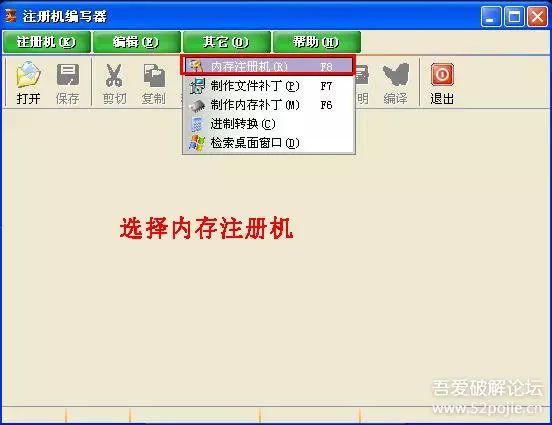 注册机编写器
注册机(K) 编辑(E) 其它(O) 帮助(H)
内存注册机(R) F8
制作文件补丁(P) F7
制作内存补丁(M) F6
进制转换(C)
检索桌面窗口(D)
打开 保存 剪切 复制 明 编译 退出
选择内存注册机
吾爱破解论坛
www.52pojie.cn